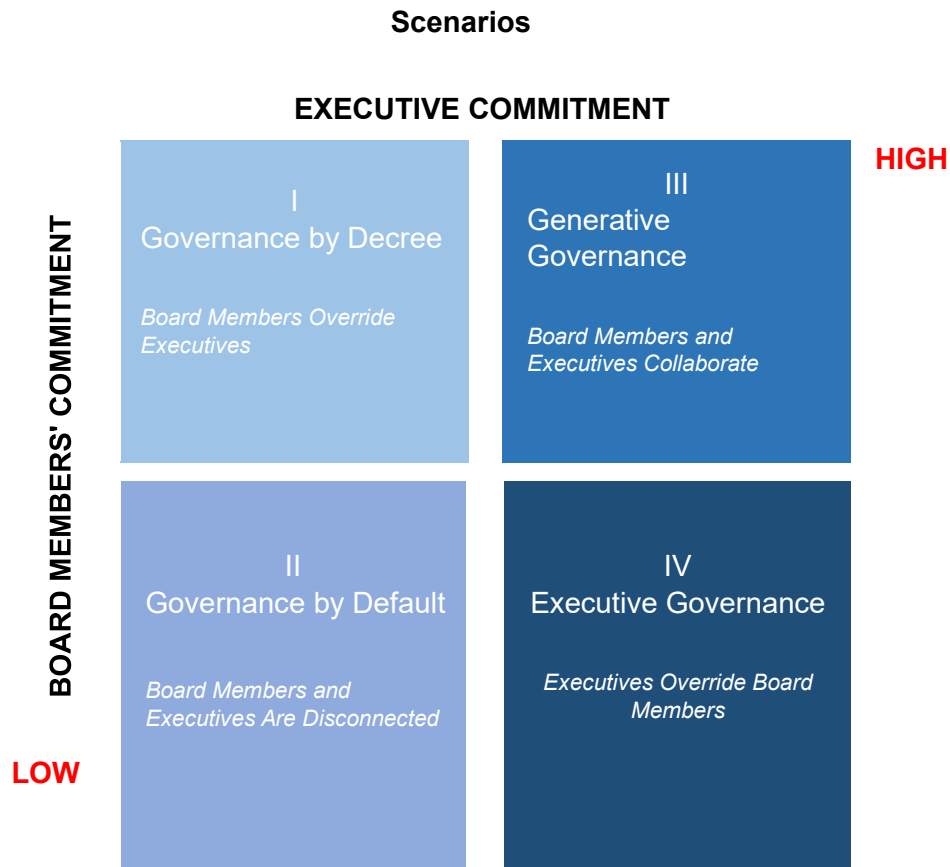 Scenarios
EXECUTIVE COMMITMENT
HIGH
BOARD MEMBERS' COMMITMENT
I
Governance by Decree
Board Members Override
Executives
III
Generative
Governance
Board Members and
Executives Collaborate
II
Governance by Default
Board Members and
Executives Are Disconnected
IV
Executive Governance
Executives Override Board
Members
LOW